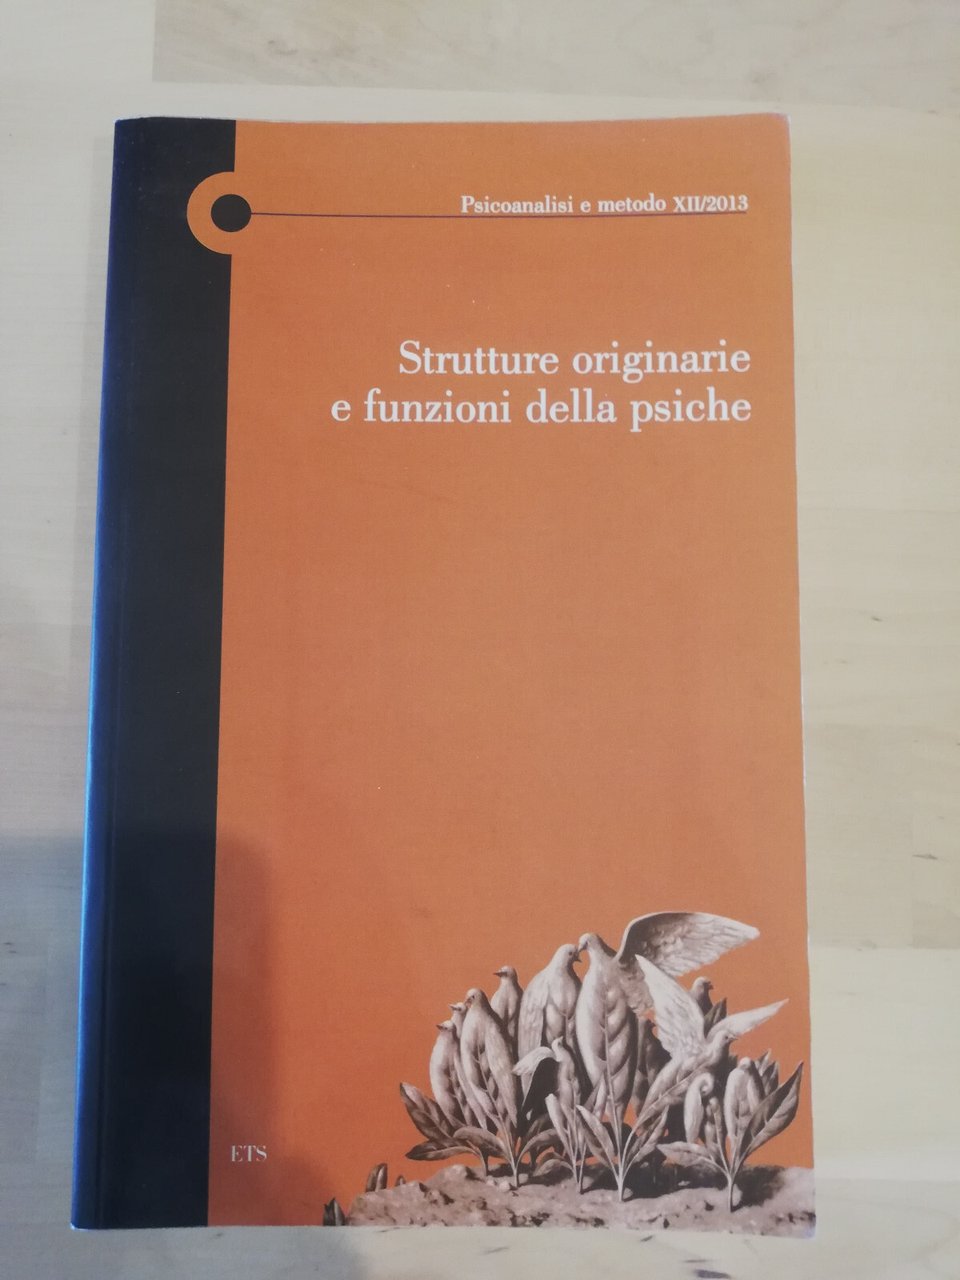 Psicoanalisi e metodo XII/2013
Strutture originarie
e funzioni della psiche
ETS